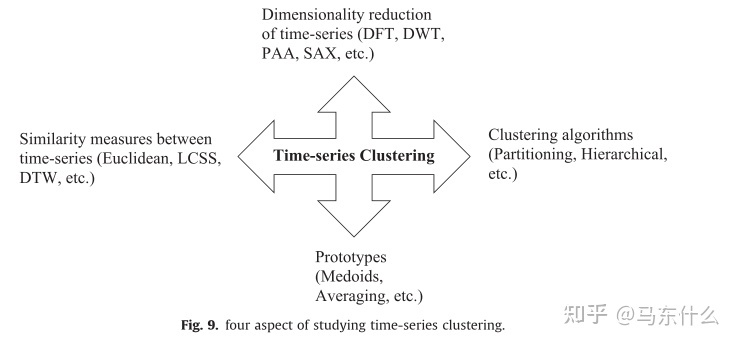 Dimensionality reduction
of time-series (DFT, DWT,
PAA, SAX, etc.)
Similarity measures between
time-series (Euclidean, LCSS,
DTW, etc.)
Time-series Clustering
Clustering algorithms
(Partitioning, Hierarchical,
etc.)
Prototypes
(Medoids,
Averaging, etc.)
Fig. 9. four aspect of studying time-series clustering.
知乎 @马东什么